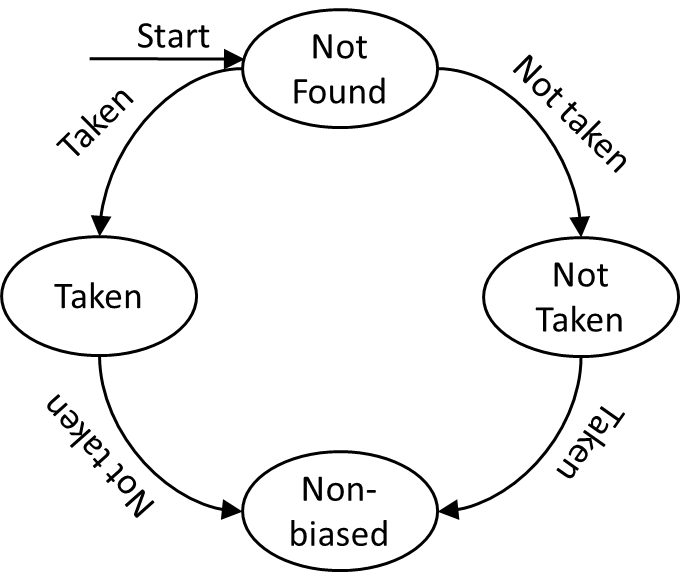 Start
Not
Found
Taken
Not taken
Taken
Not
Taken
Not taken
Taken
Non-
biased